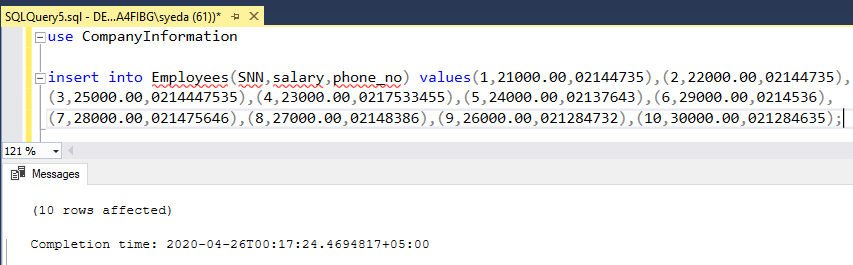 SQLQuery5.sql - DE...A4FIBG\syeda (61))*
use CompanyInformation
insert into Employees(SNN,salary,phone_no) values(1,21000.00,02144735),(2,22000.00,02144735),
(3,25000.00,0214447535),(4,23000.00,0217533455),(5,24000.00,02137643),(6,29000.00,0214536),
(7,28000.00,021475646),(8,27000.00,02148386),(9,26000.00,021284732),(10,30000.00,021284635);
121 %
Messages
(10 rows affected)
Completion time: 2020-04-26T00:17:24.4694817+05:00